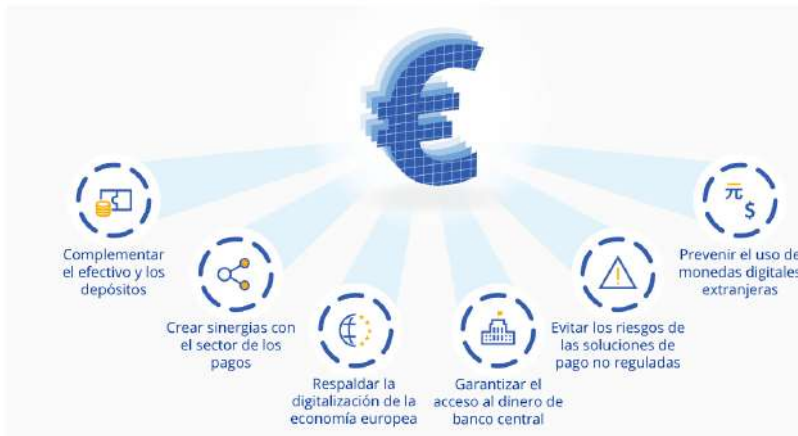 €
Complementar
el efectivo y los
depósitos
Crear sinergias con
el sector de los
pagos
Respaldar la
digitalización de la
economía europea
Garantizar el
acceso al dinero de
banco central
Evitar los riesgos de
las soluciones de
pago no reguladas
元 $
Prevenir el uso de
monedas digitales
extranjeras